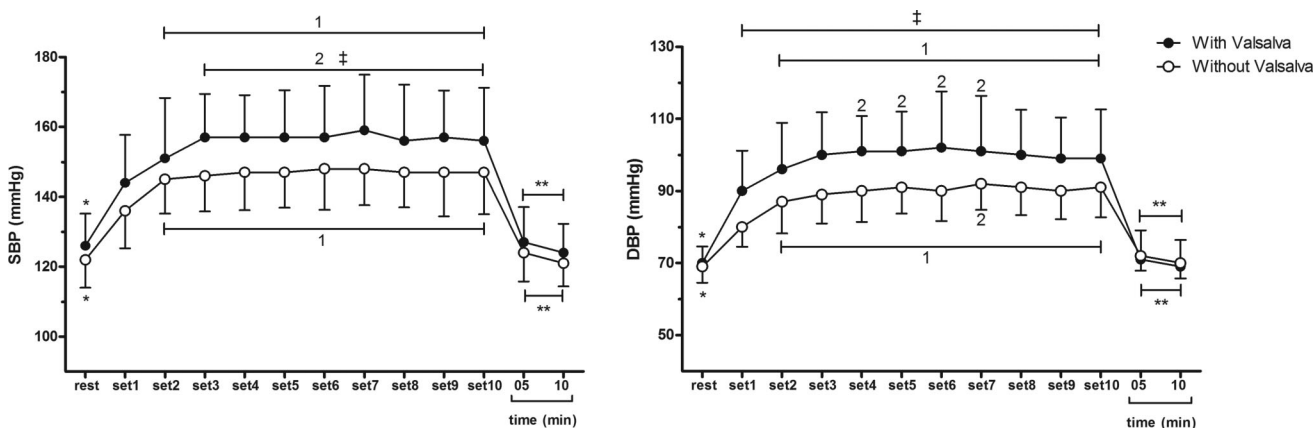 1
2 ‡
180
160
140
120
100
SBP (mmHg)
*
*
1
**
**
rest set1 set2 set3 set4 set5 set6 set7 set8 set9 set10 05 10
time (min)
‡
1
2 2 2 2
130
110
90
70
50
DBP (mmHg)
*
*
2
1
**
**
rest set1 set2 set3 set4 set5 set6 set7 set8 set9 set10 05 10
time (min)
With Valsalva
Without Valsalva